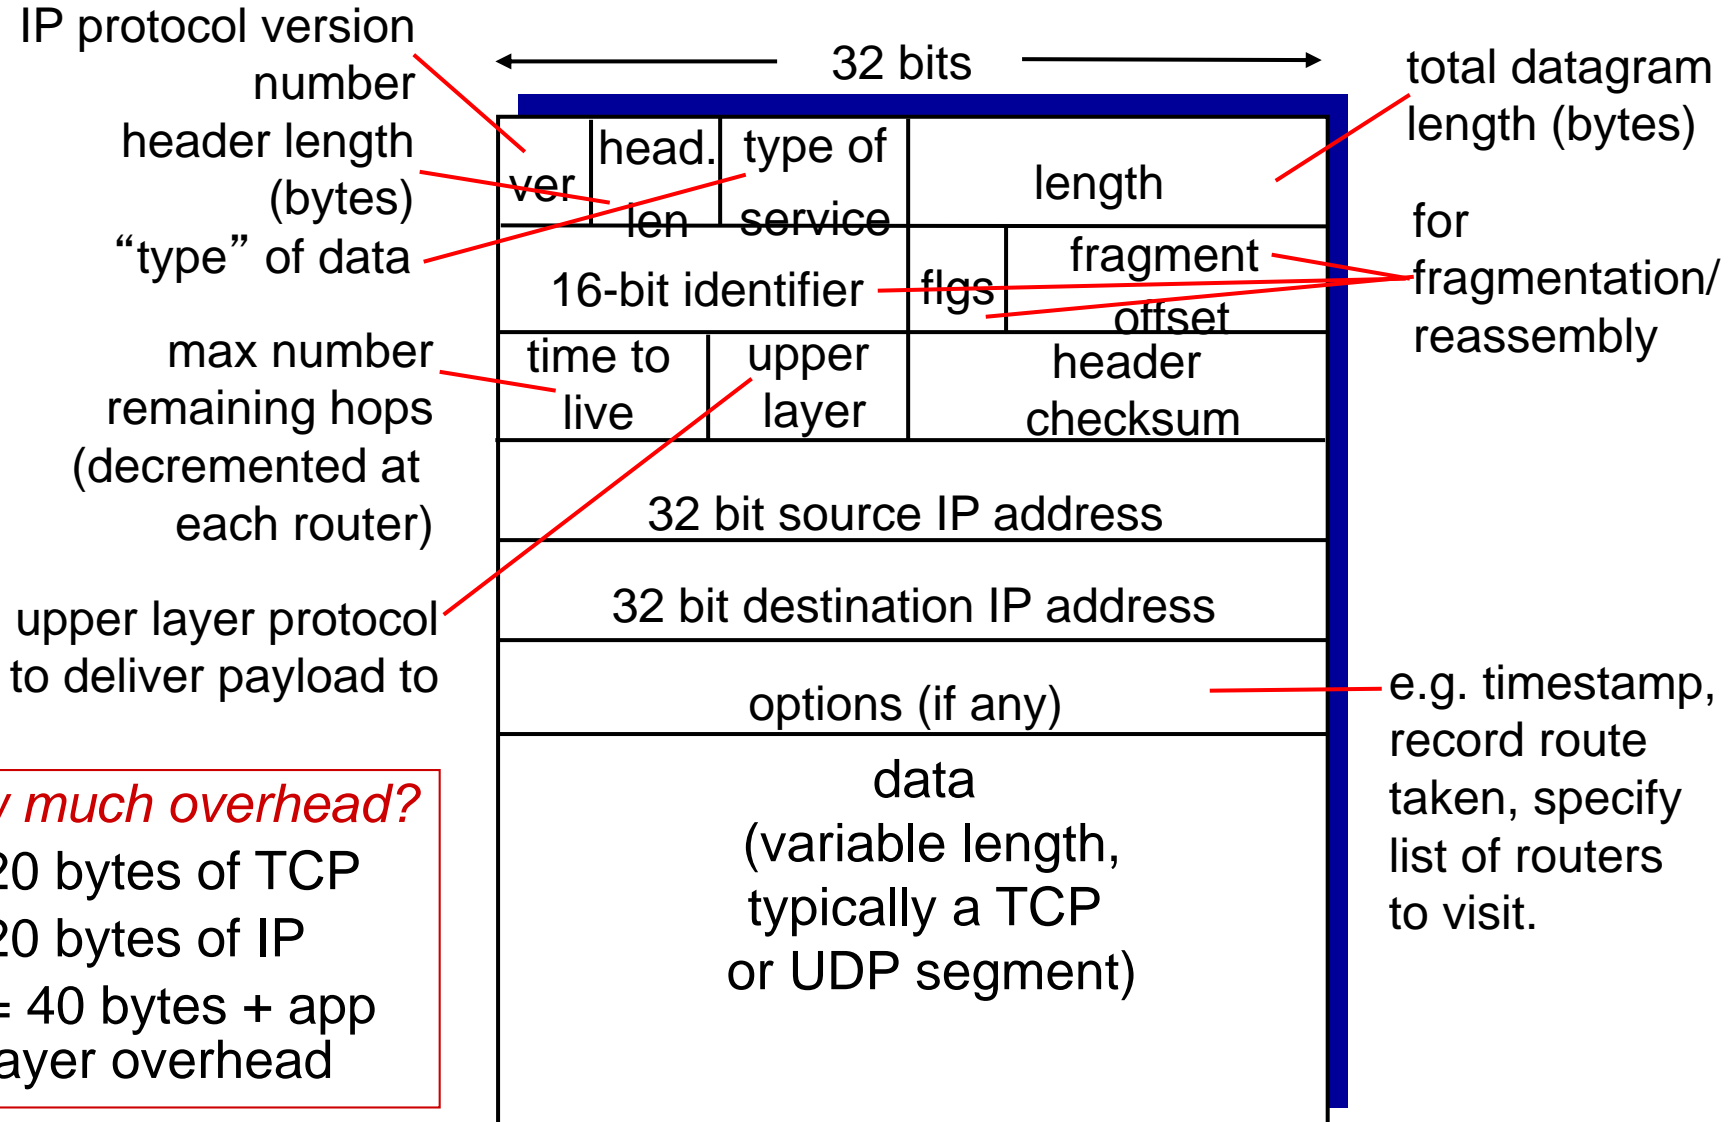 IP protocol version
number
header length
(bytes)
“type” of data
max number
remaining hops
(decremented at
each router)
upper layer protocol
to deliver payload to
much overhead?
20 bytes of TCP
20 bytes of IP
= 40 bytes + app
overhead
32 bits
ver
head.
len
type of
service
length
16-bit identifier
flgs
fragment
offset
time to
live
upper
layer
header
checksum
32 bit source IP address
32 bit destination IP address
options (if any)
data
(variable length,
typically a TCP
or UDP segment)
total datagram
length (bytes)
for
fragmentation/
reassembly
e.g. timestamp,
record route
taken, specify
list of routers
to visit.